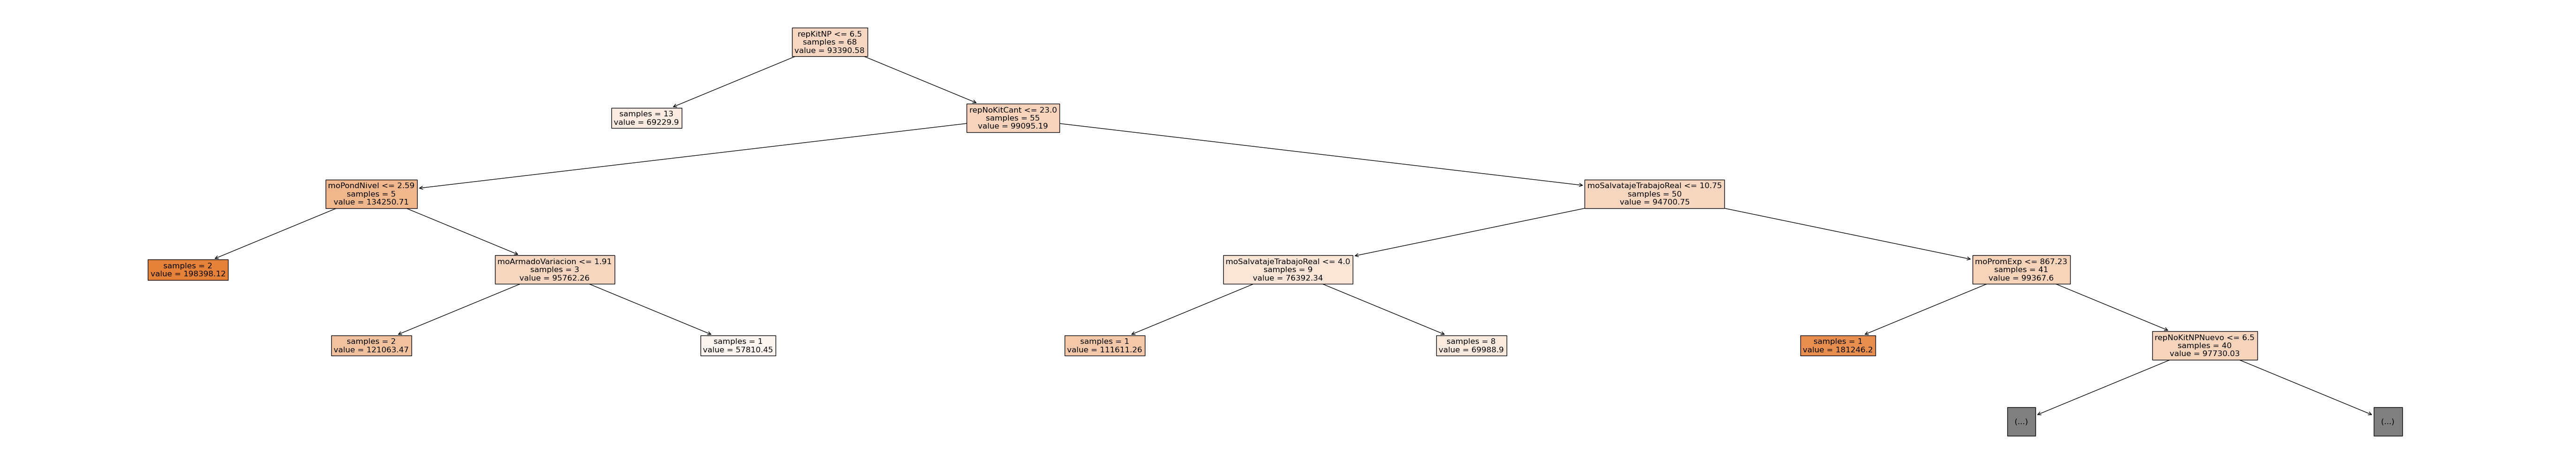 repKitNP <= 6.5
samples = 68
value = 93390.58
samples = 13
value = 69229.9
repNoKitCant <= 23.0
samples = 55
value = 99095.19
moPondNivel <= 2.59
samples = 5
value = 134250.71
moSalvatajeTrabajoReal <= 10.75
samples = 50
value = 94700.75
samples = 2
value = 198398.12
moArmadoVariacion <= 1.91
samples = 3
value = 95762.26
moSalvatajeTrabajoReal <= 4.0
samples = 9
value = 76392.34
moPromExp <= 867.23
samples = 41
value = 99367.6
samples = 2
value = 121063.47
samples = 1
value = 57810.45
samples = 1
value = 111611.26
samples = 8
value = 69988.9
samples = 1
value = 181246.2
repNoKitNPNuevo <= 6.5
samples = 40
value = 97730.03
(...)
(...)